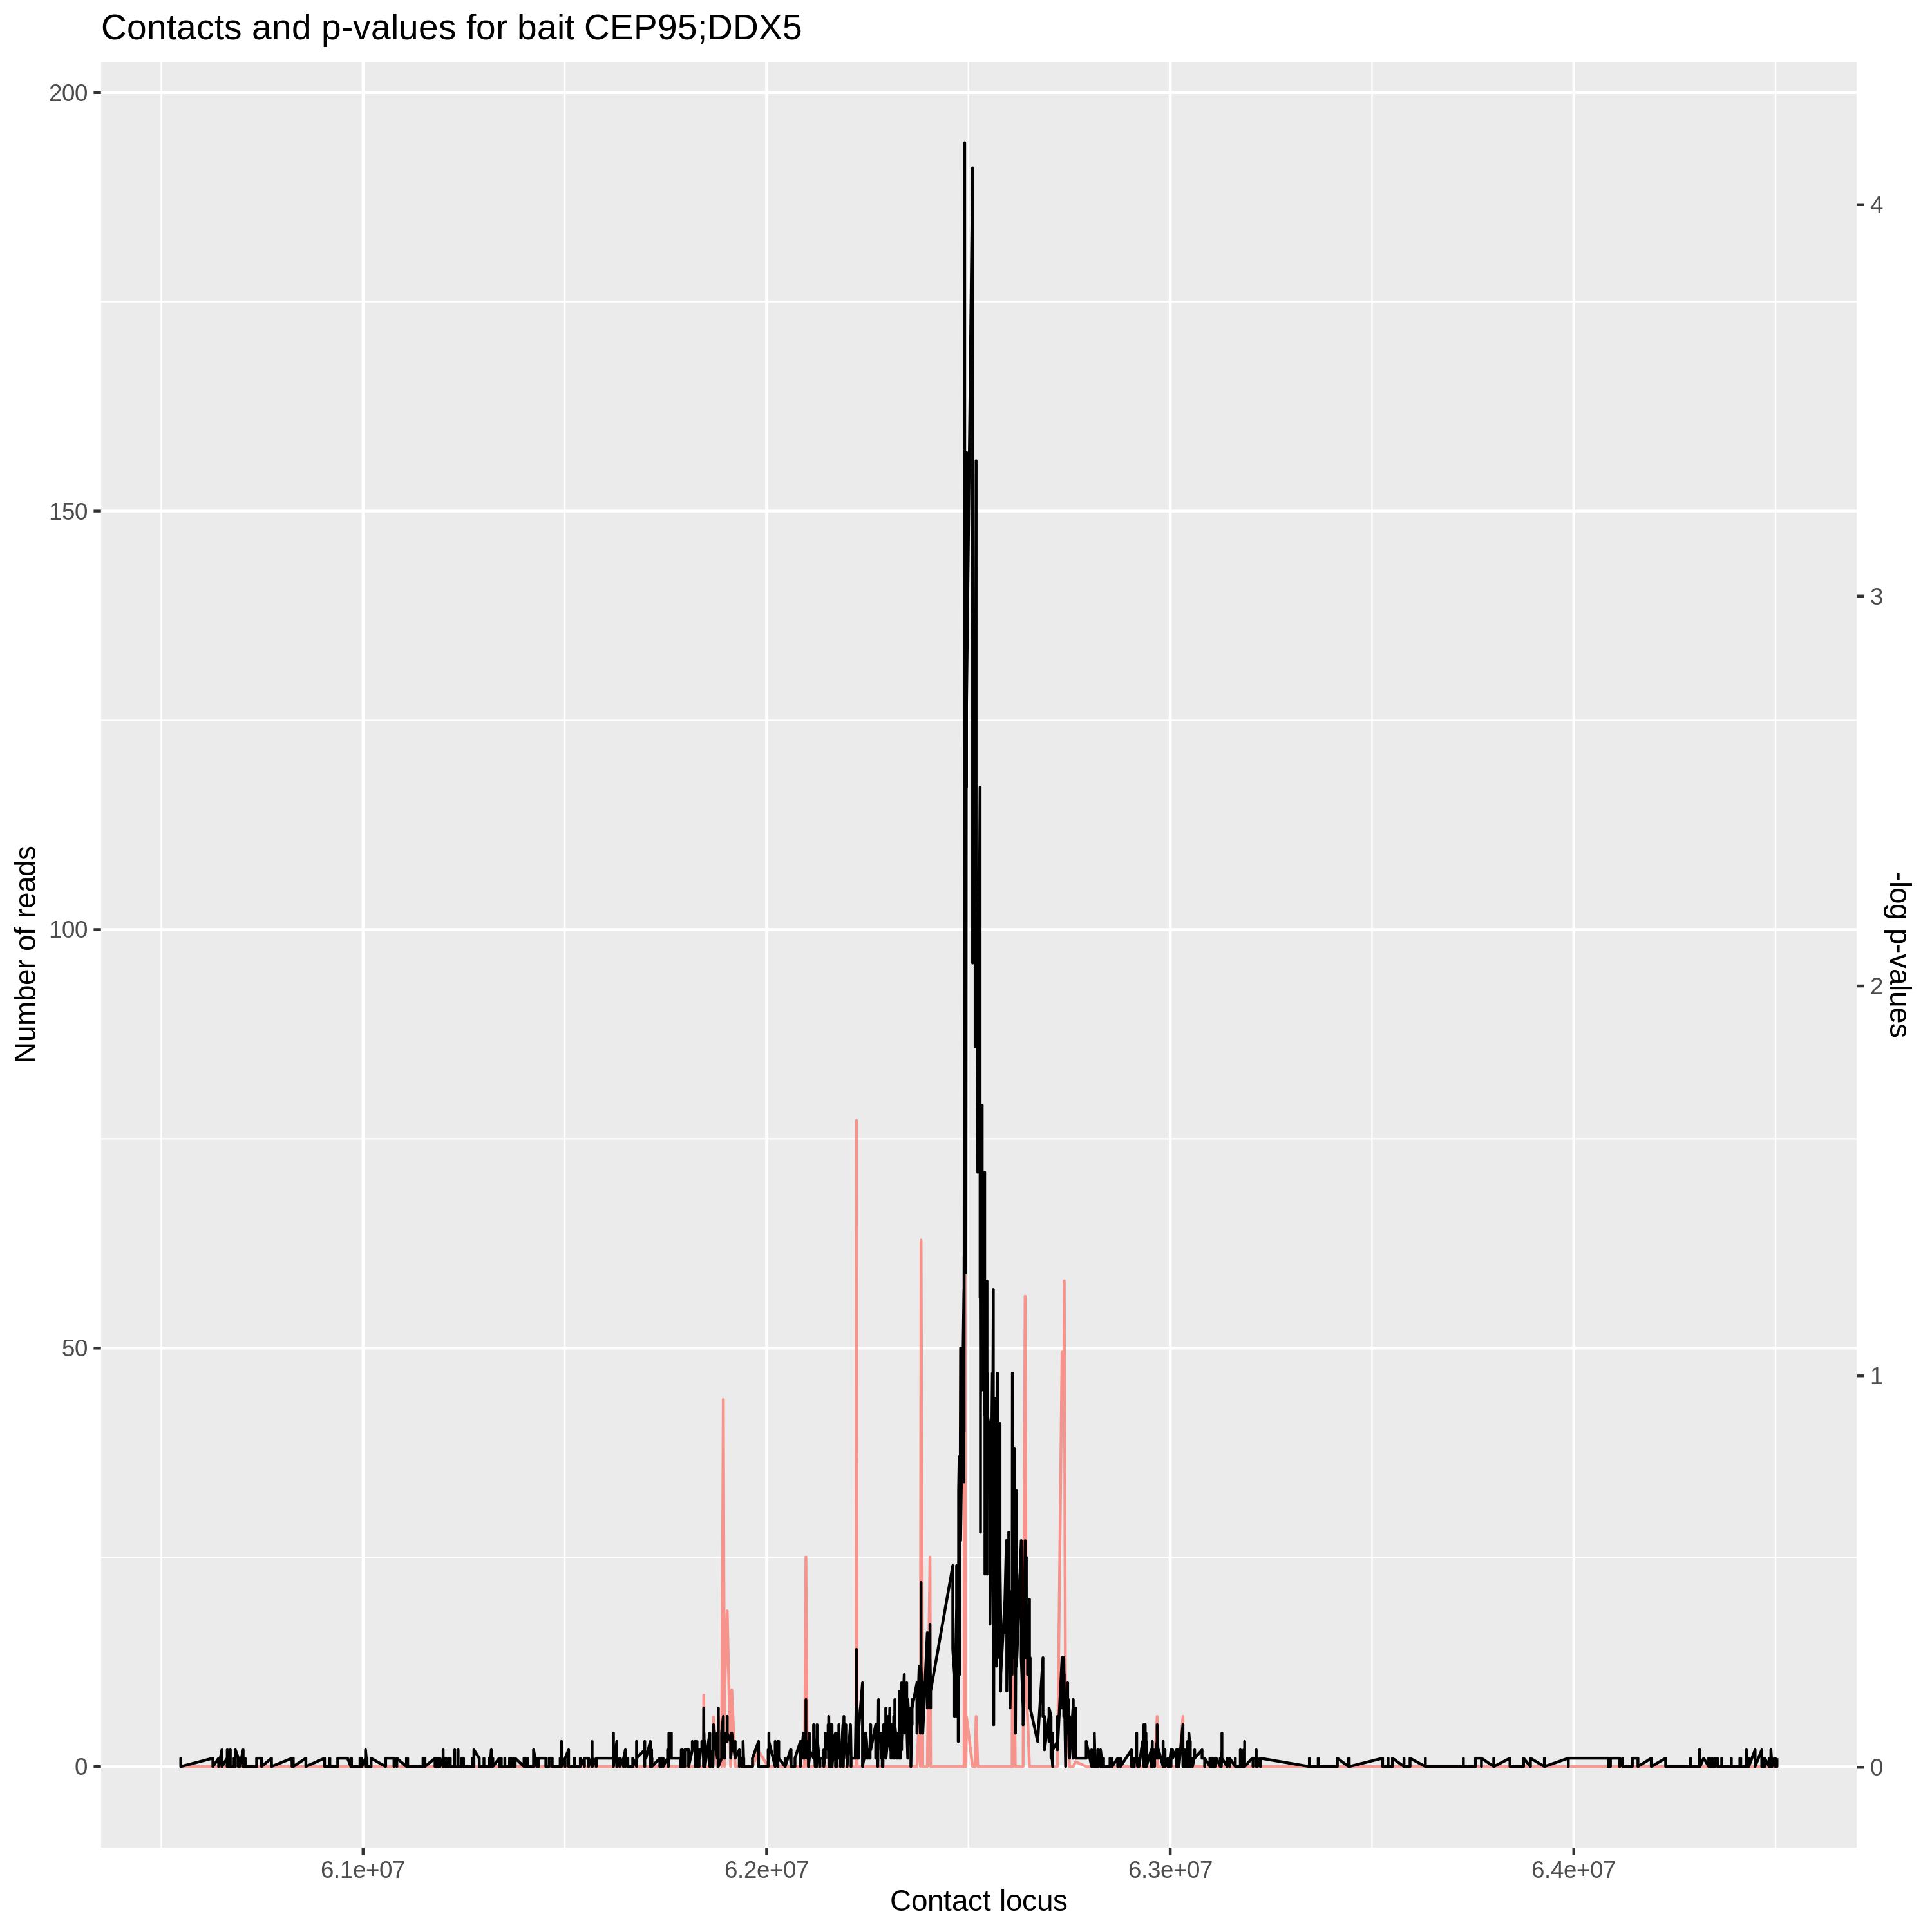 Contacts and p-values for bait CEP95;DDX5
200
150
100
50
0
Number of reads
4
3
2
1
0
-log p-values
6.1e+07 6.2e+07 6.3e+07 6.4e+07
Contact locus